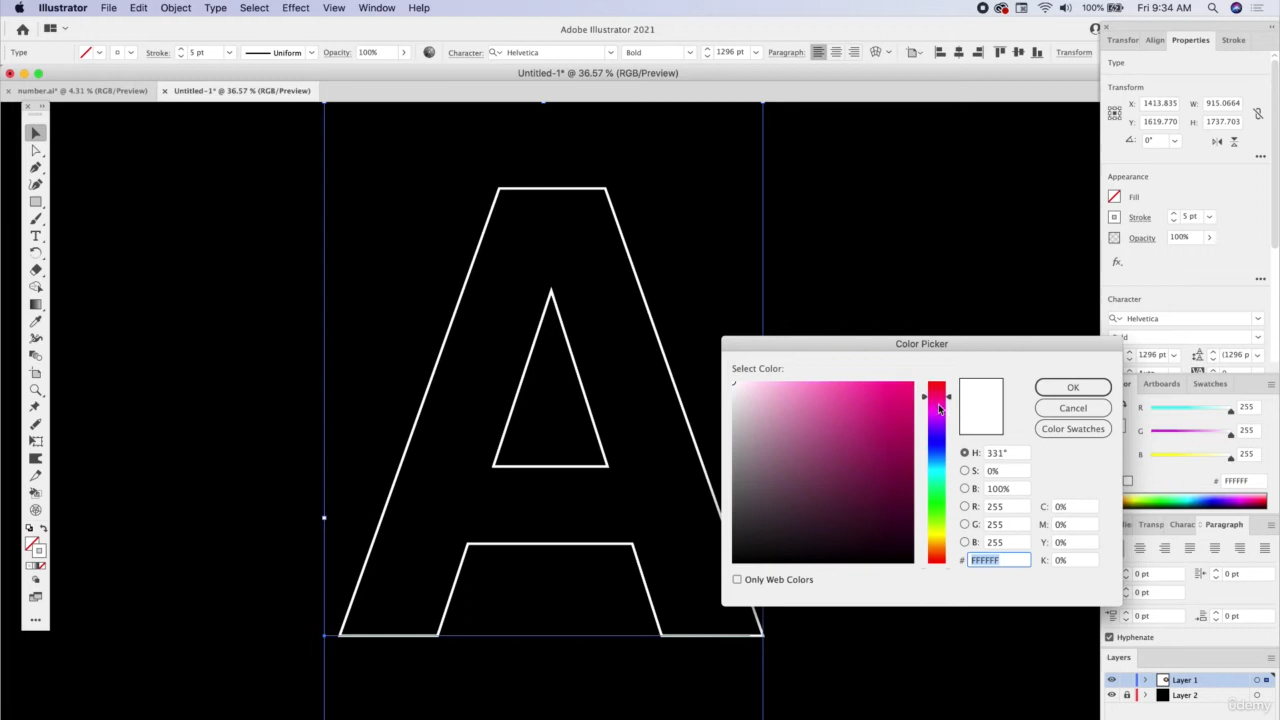 Illustrator File Edit Object Type Select Effect View Window Help 100% Fri 9:34 AM
Adobe Illustrator 2021
Type Stroke: 5 pt Uniform Opacity: 100% Character: Helvetica Bold 1296 pt Paragraph: Transform
Transfor Align Properties Stroke
Type
Untitled-1* @ 36.57 % (RGB/Preview)
number.ai* @ 4.31 % (RGB/Preview) Untitled-1* @ 36.57 % (RGB/Preview)
Transform
X: 1413.835 W: 915.0664
Y: 1619.770 H: 1737.703
0°
Appearance
Fill
Stroke 5 pt
Opacity 100%
fx.
Character
Helvetica
1296 pt (1296 p
A
Color Picker
Select Color:
OK
Cancel
Color Swatches
H: 331°
S: 0%
B: 100%
R: 255 C: 0%
G: 255 M: 0%
B: 255 Y: 0%
# FFFFFF K: 0%
Only Web Colors
Artboards Swatches
R 255
G 255
B 255
# FFFFFF
Transp Charac Paragraph
0 pt 0 pt
0 pt
0 pt 0 pt
Hyphenate
Layers
Layer 1
Layer 2
ûdemy